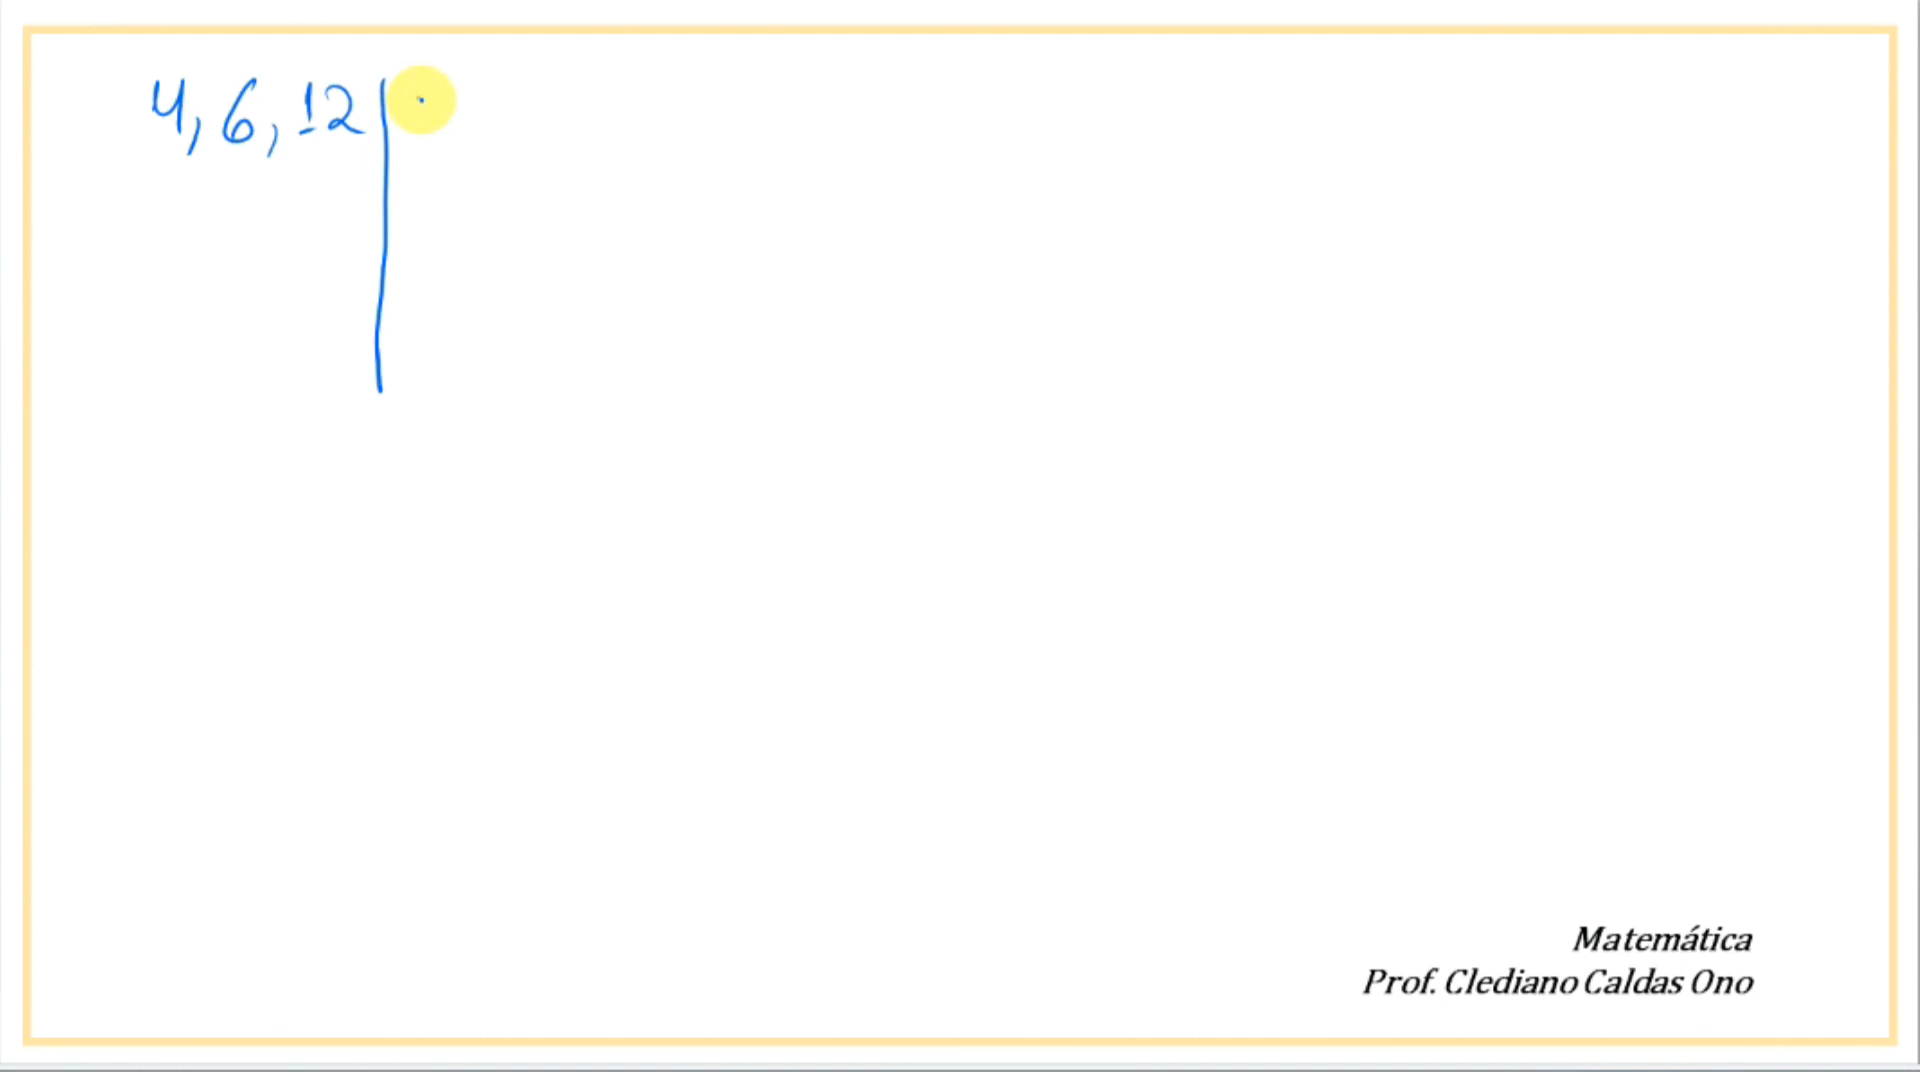 4, 6, 12
Matemática
Prof. Clediano Caldas Ono